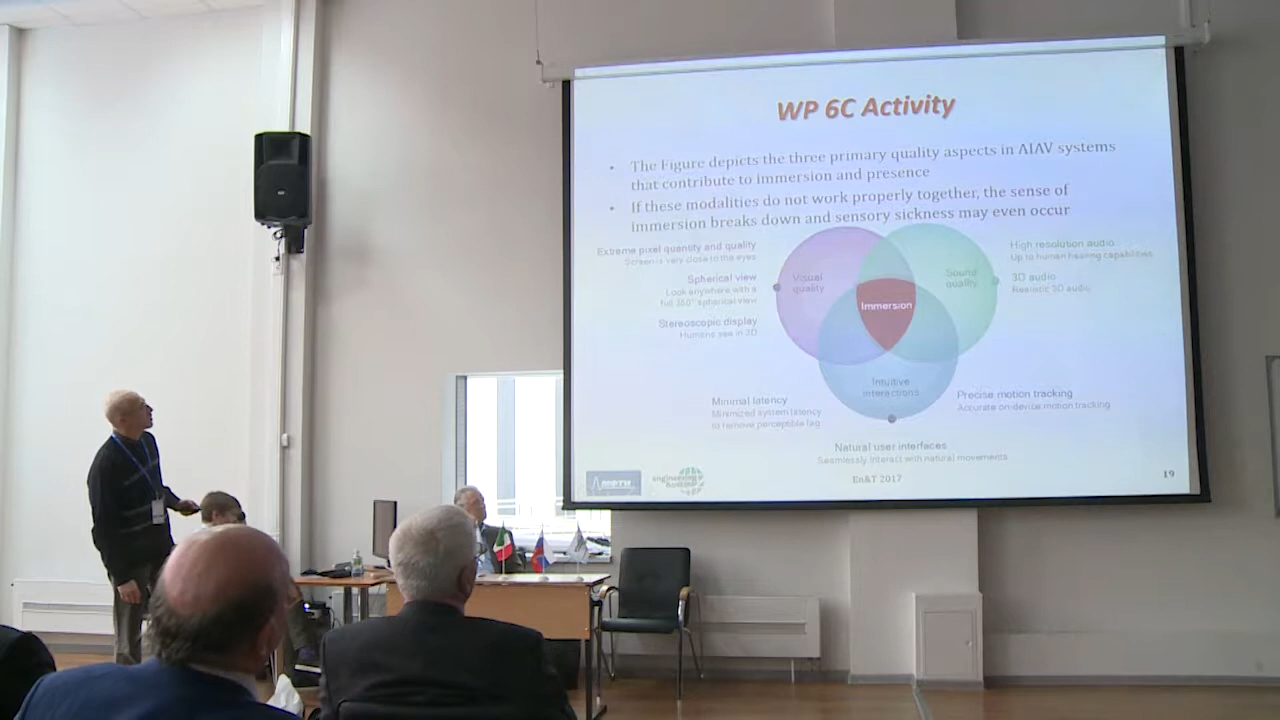 WP 6C Activity
The Figure depicts the three primary quality aspects in AIAV systems
that contribute to immersion and presence
If these modalities do not work properly together, the sense of
immersion breaks down and sensory sickness may even occur
Extreme pixel quantity and quality
Screen is very close to the eyes
Spherical view
Look anywhere with a
full 360° spherical view
Stereoscopic display
Humans see in 3D
Visual
quality
Sound
quality
Immersion
Intuitive
interactions
High resolution audio
Up to human hearing capabilities
3D audio
Realistic 3D audio
Minimal latency
Minimized system latency
to remove perceptible lag
Precise motion tracking
Accurate on-device motion tracking
Natural user interfaces
Seamlessly interact with natural movements
МФТИ
engineering
En&T 2017
19